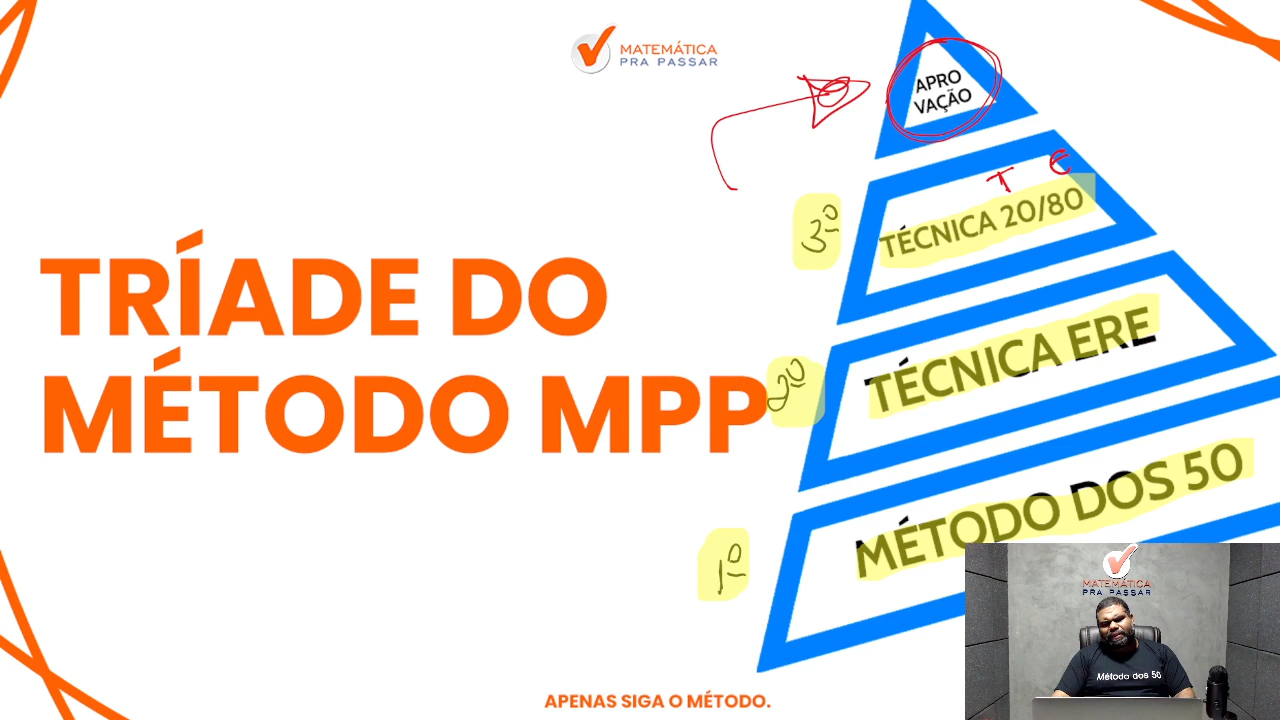 MATEMÁTICA
PRA PASSAR
APRO
VAÇÃO
T E
3º
TÉCNICA 20/80
TRÍADE DO
MÉTODO MPP
2º
TÉCNICA ERE
1º
MÉTODO DOS 50
MATEMÁTICA
PRA PASSAR
Método dos 50
APENAS SIGA O MÉTODO.